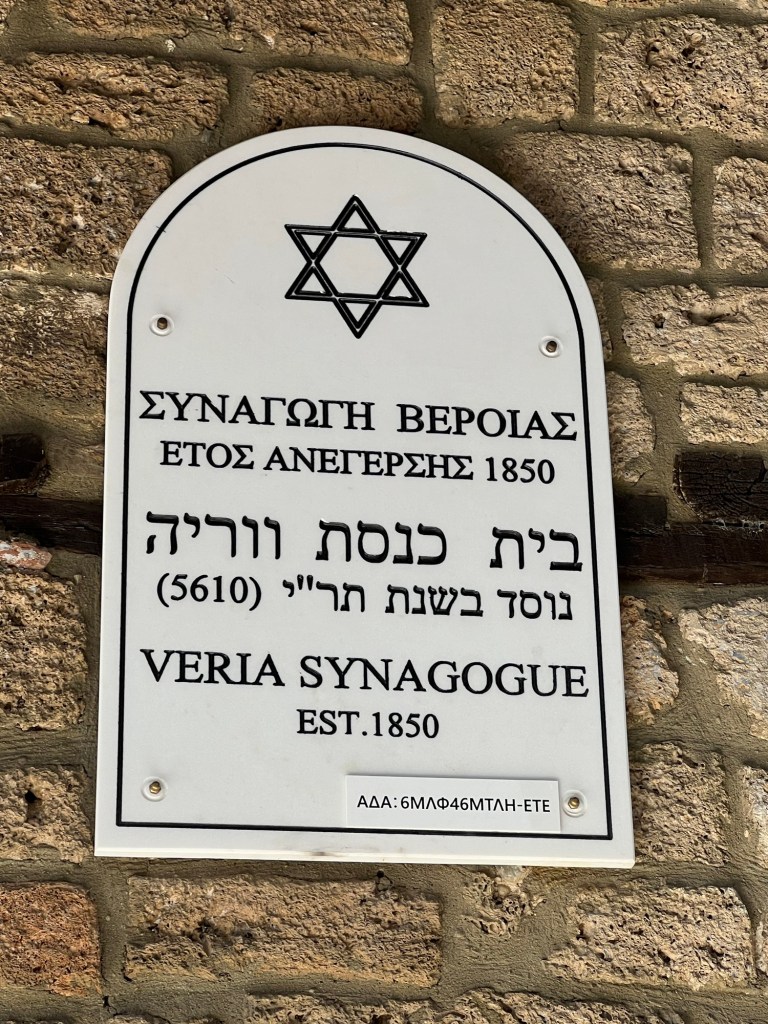 ΣΥΝΑΓΩΓΗ ΒΕΡΟΙΑΣ
ΕΤΟΣ ΑΝΕΓΕΡΣΗΣ 1850
בית כנסת ווריה
נוסד בשנת תר"י (5610)
VERIA SYNAGOGUE
EST.1850
ΑΔΑ:6ΜΛΦ46ΜΤΛΗ-ΕΤΕ